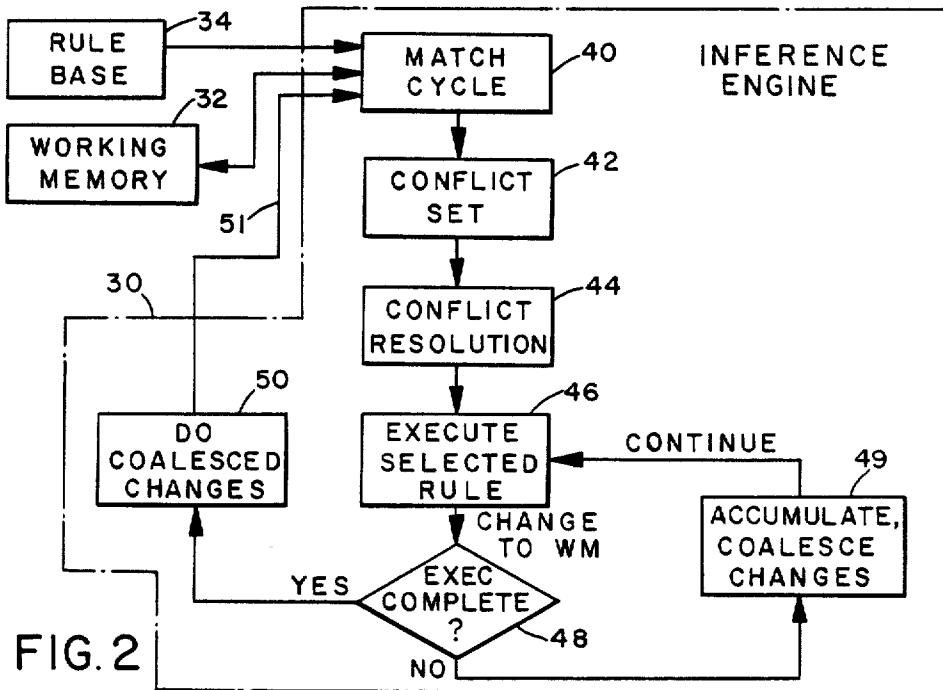 34
RULE
BASE
32
WORKING
MEMORY
MATCH
CYCLE
40
INFERENCE
ENGINE
42
CONFLICT
SET
51
44
CONFLICT
RESOLUTION
30
50
DO
COALESCED
CHANGES
46
EXECUTE
SELECTED
RULE
CONTINUE
49
ACCUMULATE,
COALESCE
CHANGES
CHANGE
TO WM
YES
EXEC
COMPLETE
?
48
NO
FIG. 2